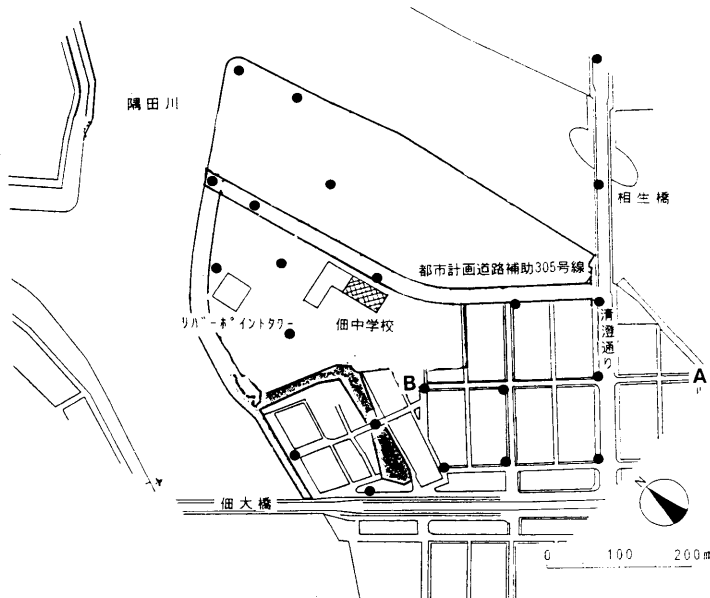 隅田川
相生橋
都市計画道路補助305号線
清澄通り
リバーポイントタワー
佃中学校
B
A
佃大橋
N
0 100 200m